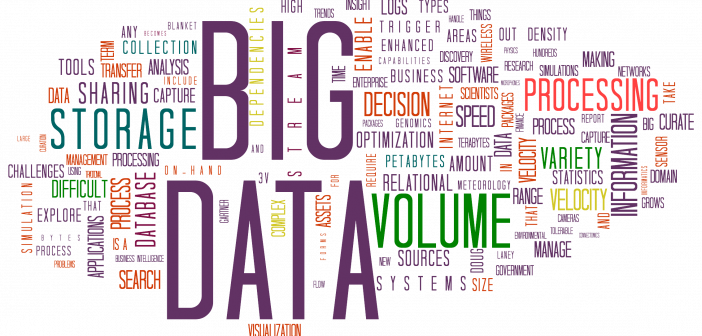 BIG
DATA
HIGH
TRENDS
INSIGHT
LOGS
TYPES
HANDLE
THINGS
OUT
DENSITY
ANY
BECOMES
BLANKET
COLLECTION
TERM
TOOLS
TRANSFER
ANALYSIS
INCLUDE
DATA
SHARING
CAPTURE
STORAGE
LARGE
CURATION
DEPENDENCIES
AND
STREAM
TIME
ENABLE
TRIGGER
ENHANCED
CAPABILITIES
AREAS
DISCOVERY
WIRELESS
PHYSICS
HUNDREDS
MAKING
RESEARCH
SIMULATIONS
NETWORKS
ENTERPRISE
BUSINESS
SOFTWARE
SCIENTISTS
MICROPHONES
PROCESSING
TAKE
DECISION
INTERNET
SPEED
PACKAGES
PACKAGES
GENOMICS
TERABYTES
DATA
FINANCE
PROCESS
REPORT
CAPTURE
BIG
CURATE
OPTIMIZATION
REQUIRE
PETABYTES
AMOUNT
IN
VELOCITY
VARIETY
STATISTICS
INFORMATION
INFORMATICS
SENSOR
DOMAIN
GROWS
RELATIONAL
METEOROLOGY
RANGE
VELOCITY
THAT
CAMERAS
AND
TOLERABLE
ENVIRONMENTAL
CONNECTOMICS
MANAGE
MANAGEMENT
PROCESSING
ON-HAND
3V
CHALLENGES
USING
DIFFICULT
SIMULATION
EXPLORE
THAT
PROCESS
DATABASE
BYTES
APPLICATIONS
IS A
PROCESS
PROBLEMS
BUSINESS INTELLIGENCE
SEARCH
GARTNER
COMPLEX
ASSETS
FOR
FORMS
FLOW
VOLUME
NEW
SOURCES
DOUG
LANEY
GOVERNMENT
SYSTEMS
SIZE
VISUALIZATION